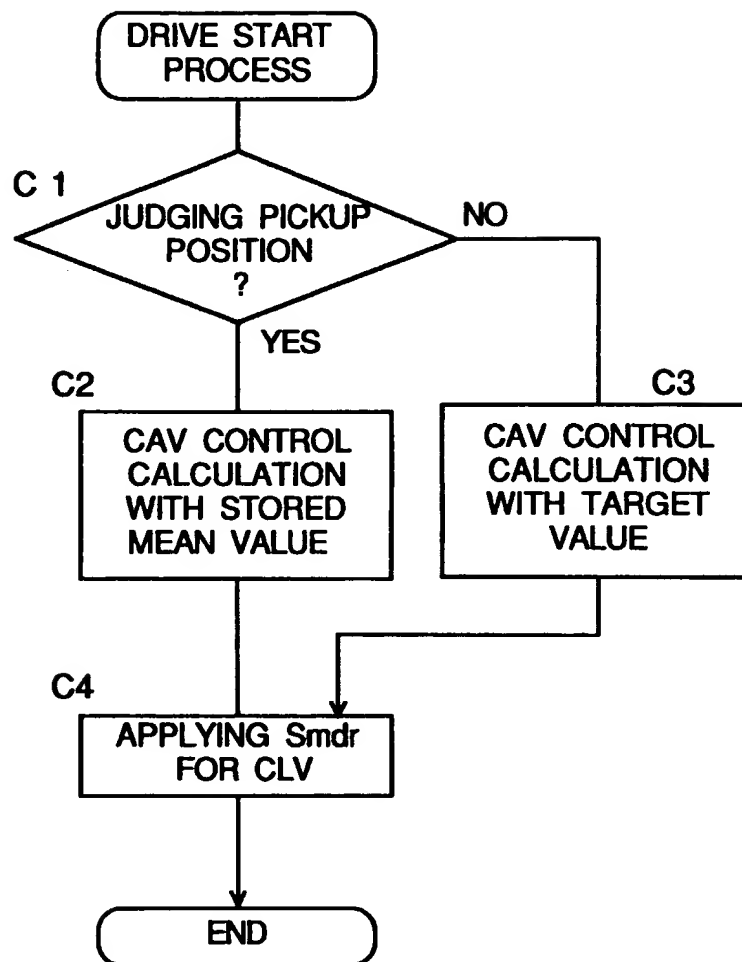 DRIVE START
PROCESS
C 1
JUDGING PICKUP
POSITION
?
NO
YES
C2
CAV CONTROL
CALCULATION
WITH STORED
MEAN VALUE
C3
CAV CONTROL
CALCULATION
WITH TARGET
VALUE
C4
APPLYING Smdr
FOR CLV
END